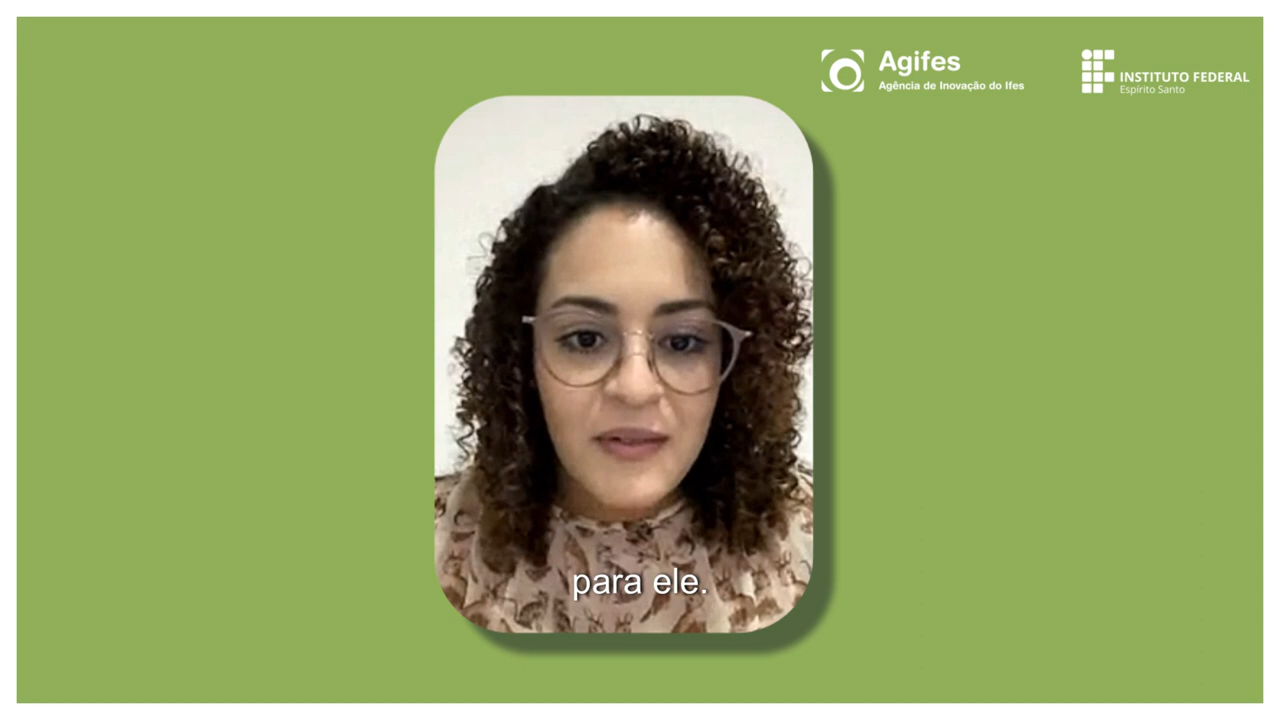 Agifes
Agência de Inovação do Ifes
INSTITUTO FEDERAL
Espírito Santo
para ele.